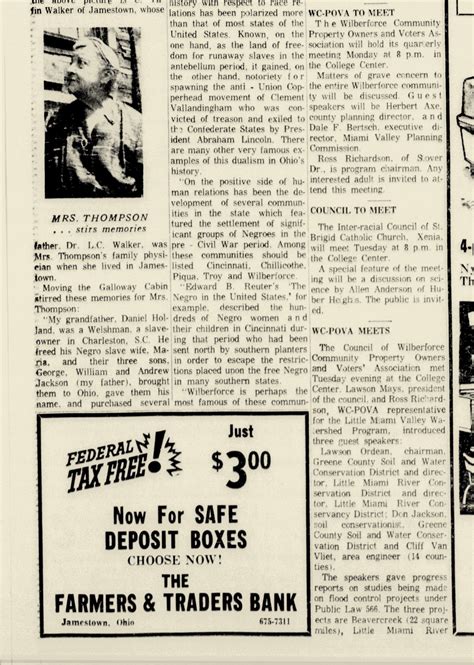 fin Walker of Jamestown, whose
MRS. THOMPSON
. . . stirs memories
father, Dr. L.C. Walker, was
Mrs. Thompson's family physi-
cian when she lived in James-
town.
Moving the Galloway Cabin
stirred these memories for Mrs.
Thompson:
"My grandfather, Daniel Hol-
land, was a Welshman, a slave-
owner in Charleston, S.C. He
freed his Negro slave wife, Ma-
ria, and their three sons,
George, William and Andrew
Jackson (my father), brought
them to Ohio, gave them his
name, and purchased several
history with respect to race re-
lations has been polarized more
than that of most states of the
United States. Known, on the
one hand, as the land of free-
dom for runaway slaves in the
antebellum period, it gained, on
the other hand, notoriety for
spawning the anti - Union Cop-
perhead movement of Clement
Vallandingham who was con-
victed of treason and exiled to
the Confederate States by Pres-
ident Abraham Lincoln. There
are many other very famous ex-
amples of this dualism in Ohio's
history.
"On the positive side of hu-
man relations has been the de-
velopment of several communi-
ties in the state which fea-
tured the settlement of signifi-
cant groups of Negroes in the
pre - Civil War period. Among
these communities should be
listed Cincinnati, Chillicothe,
Piqua, Troy and Wilberforce.
"Edward B. Reuter's 'The
Negro in the United States,' for
example, described the hun-
dreds of Negro women and
their children in Cincinnati dur-
ing that period who had been
sent north by southern planters
in order to escape the restric-
tions placed upon the free Negro
in many southern states.
"Wilberforce is perhaps the
most famous of these commun-
WC-POVA TO MEET
The Wilberforce Community
Property Owners and Voters As-
sociation will hold its quarterly
meeting Monday at 8 p.m. in
the College Center.
Matters of grave concern to
the entire Wilberforce communi-
ty will be discussed. Guest
speakers will be Herbert Axe,
county planning director, and
Dale F. Bertsch, executive di-
rector, Miami Valley Planning
Commission.
Ross Richardson, of Stover
Dr., is program chairman. Any
interested adult is invited to at-
tend this meeting.
COUNCIL TO MEET
The Inter-racial Council of St.
Brigid Catholic Church, Xenia,
will meet Tuesday at 8 p.m. in
the College Center.
A special feature of the meet-
ing will be a discussion on sci-
ence by Allen Anderson of Hu-
ber Heights. The public is invit-
ed.
WC-POVA MEETS
The Council of Wilberforce
Community Property Owners
and Voters' Association met
Tuesday evening at the College
Center. Lawson Mays, president
of the council, and Ross Richard-
son, WC-POVA representative
for the Little Miami Valley Wa-
tershed Program, introduced
three guest speakers:
Lawson Ordean, chairman,
Greene County Soil and Water
Conservation District and direc-
tor, Little Miami River Con-
servation District and direc-
tor, Little Miami River Con-
servancy District; Don Jackson,
soil conservationist, Greene
County Soil and Water Conser-
vation District and Cliff Van
Vliet, area engineer (14 coun-
ties).
The speakers gave progress
reports on studies being made
on flood control projects under
Public Law 566. The three proj-
ects are Beavercreek (22 square
miles), Little Miami River
FEDERAL
TAX FREE!
Just
$3.00
Now For SAFE
DEPOSIT BOXES
CHOOSE NOW!
THE
FARMERS & TRADERS BANK
Jamestown, Ohio 675-7311